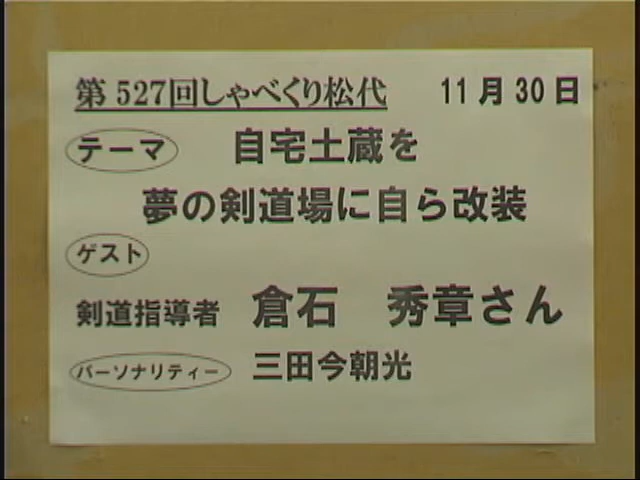 第527回しゃべくり松代 11月30日
テーマ 自宅土蔵を
夢の剣道場に自ら改装
ゲスト
剣道指導者 倉石 秀章さん
パーソナリティー 三田今朝光